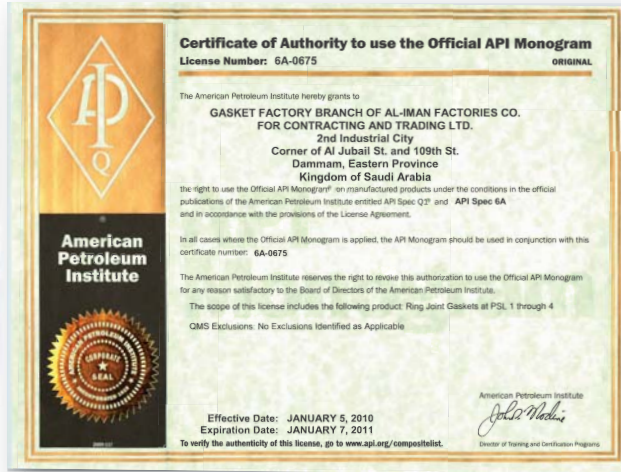 Certificate of Authority to use the Official API Monogram
License Number: 6A-0675
ORIGINAL
The American Petroleum Institute hereby grants to
GASKET FACTORY BRANCH OF AL-IMAN FACTORIES CO.
FOR CONTRACTING AND TRADING LTD.
2nd Industrial City
Corner of Al Jubail St. and 109th St.
Dammam, Eastern Province
Kingdom of Saudi Arabia
the right to use the Official API Monogram® on manufactured products under the conditions in the official
publications of the American Petroleum Institute entitled API Spec Q1® and API Spec 6A
and in accordance with the provisions of the License Agreement.
In all cases where the Official API Monogram is applied, the API Monogram should be used in conjunction with this
certificate number: 6A-0675
The American Petroleum Institute reserves the right to revoke this authorization to use the Official API Monogram
for any reason satisfactory to the Board of Directors of the American Petroleum Institute.
The scope of this license includes the following product: Ring Joint Gaskets at PSL 1 through 4
QMS Exclusions: No Exclusions Identified as Applicable
Effective Date: JANUARY 5, 2010
Expiration Date: JANUARY 7, 2011
To verify the authenticity of this license, go to www.api.org/compositelist.
American Petroleum Institute
Director of Training and Certification Programs
API
Q
®
American
Petroleum
Institute
AMERICAN PETROLEUM INSTITUTE
CORPORATE
SEAL